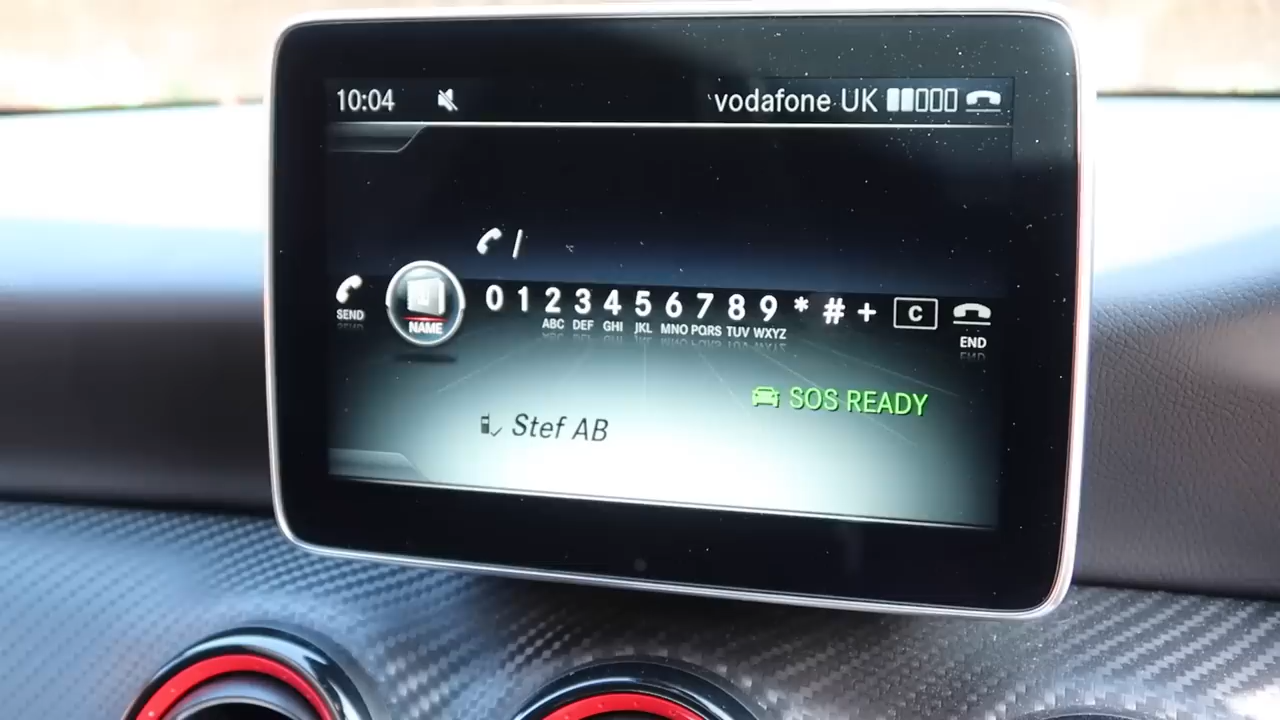 10:04 vodafone UK
SEND NAME 0 1 2 3 4 5 6 7 8 9 * # + C END
ABC DEF GHI JKL MNO PQRS TUV WXYZ
SOS READY
Stef AB